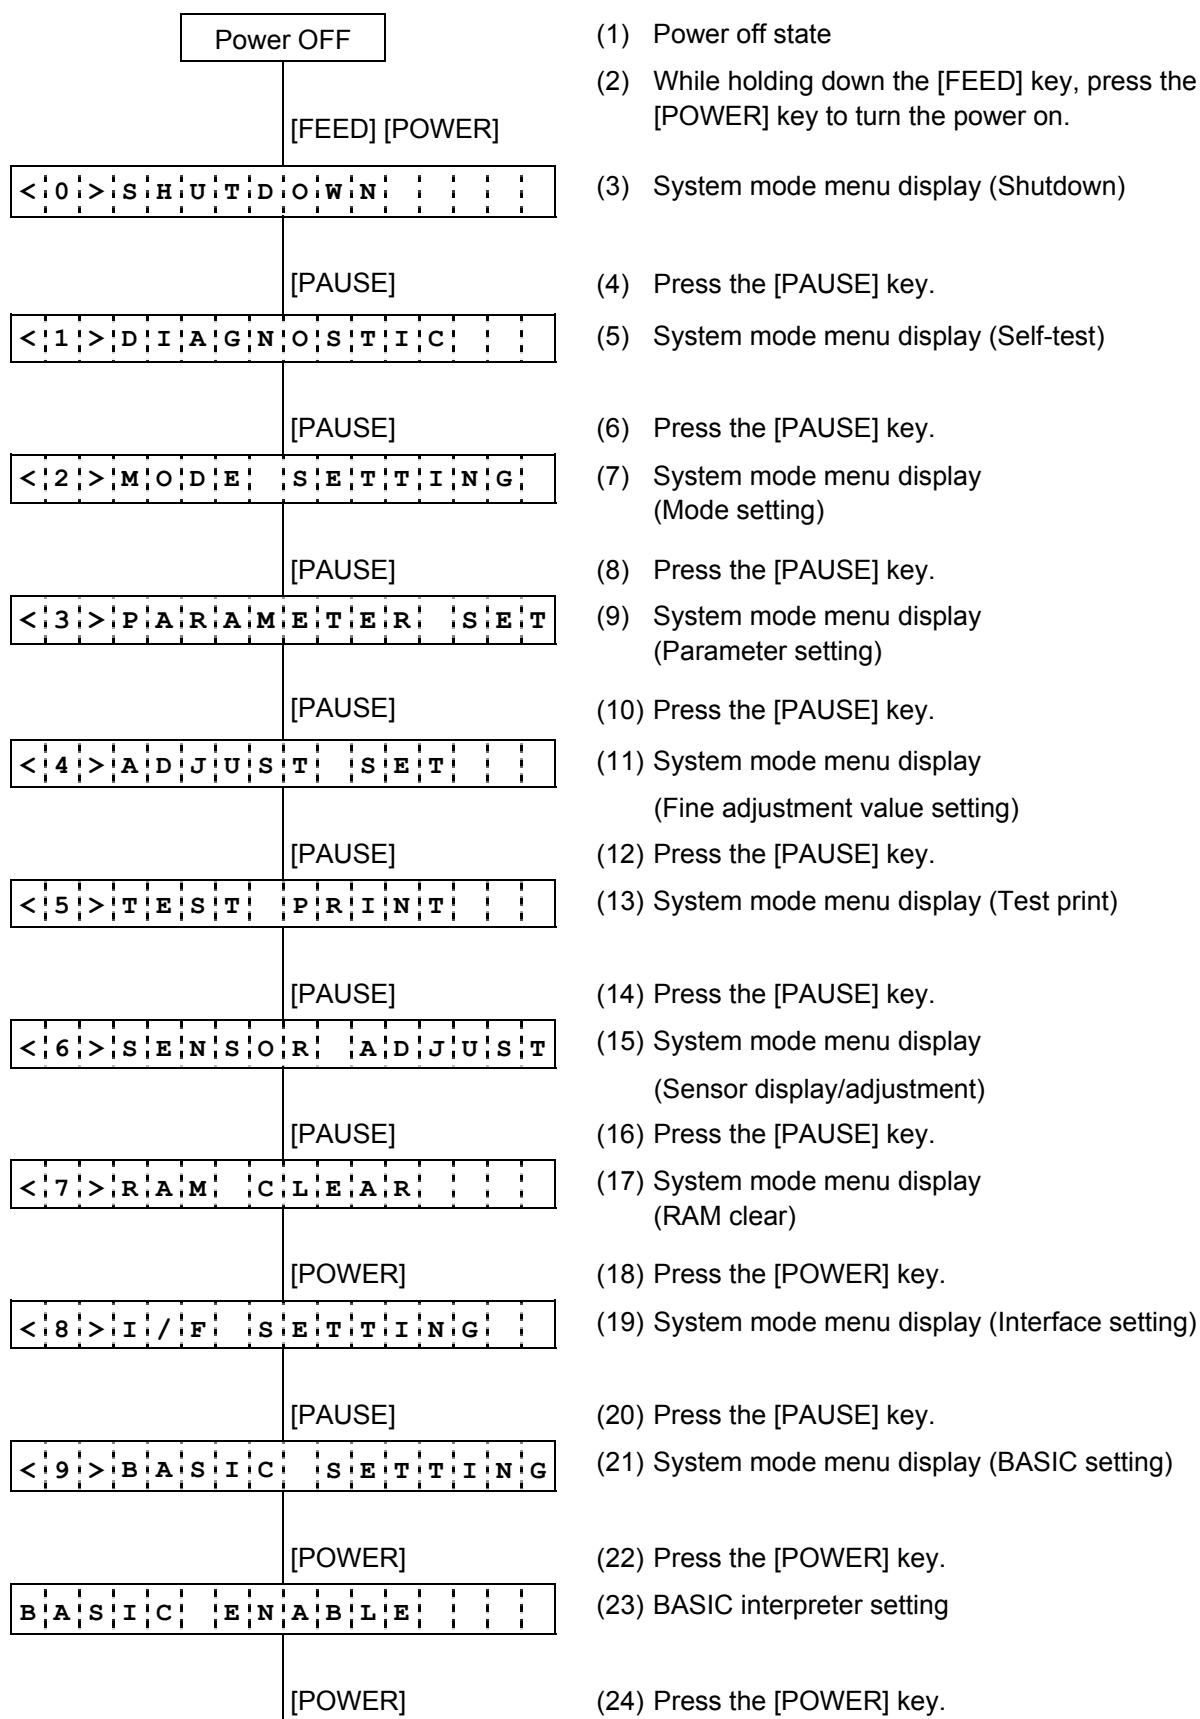 Power OFF
(1) Power off state
[FEED] [POWER]
(2) While holding down the [FEED] key, press the
[POWER] key to turn the power on.
<0>SHUTDOWN
(3) System mode menu display (Shutdown)
[PAUSE]
(4) Press the [PAUSE] key.
<1>DIAGNOSTIC
(5) System mode menu display (Self-test)
[PAUSE]
(6) Press the [PAUSE] key.
<2>MODE SETTING
(7) System mode menu display
(Mode setting)
[PAUSE]
(8) Press the [PAUSE] key.
<3>PARAMETER SET
(9) System mode menu display
(Parameter setting)
[PAUSE]
(10) Press the [PAUSE] key.
<4>ADJUST SET
(11) System mode menu display
(Fine adjustment value setting)
[PAUSE]
(12) Press the [PAUSE] key.
<5>TEST PRINT
(13) System mode menu display (Test print)
[PAUSE]
(14) Press the [PAUSE] key.
<6>SENSOR ADJUST
(15) System mode menu display
(Sensor display/adjustment)
[PAUSE]
(16) Press the [PAUSE] key.
<7>RAM CLEAR
(17) System mode menu display
(RAM clear)
[POWER]
(18) Press the [POWER] key.
<8>I/F SETTING
(19) System mode menu display (Interface setting)
[PAUSE]
(20) Press the [PAUSE] key.
<9>BASIC SETTING
(21) System mode menu display (BASIC setting)
[POWER]
(22) Press the [POWER] key.
BASIC ENABLE
(23) BASIC interpreter setting
[POWER]
(24) Press the [POWER] key.